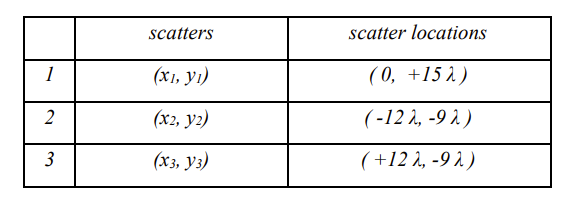 scatters scatter locations
1 (x1, y1) ( 0, +15 λ )
2 (x2, y2) ( -12 λ, -9 λ )
3 (x3, y3) ( +12 λ, -9 λ )